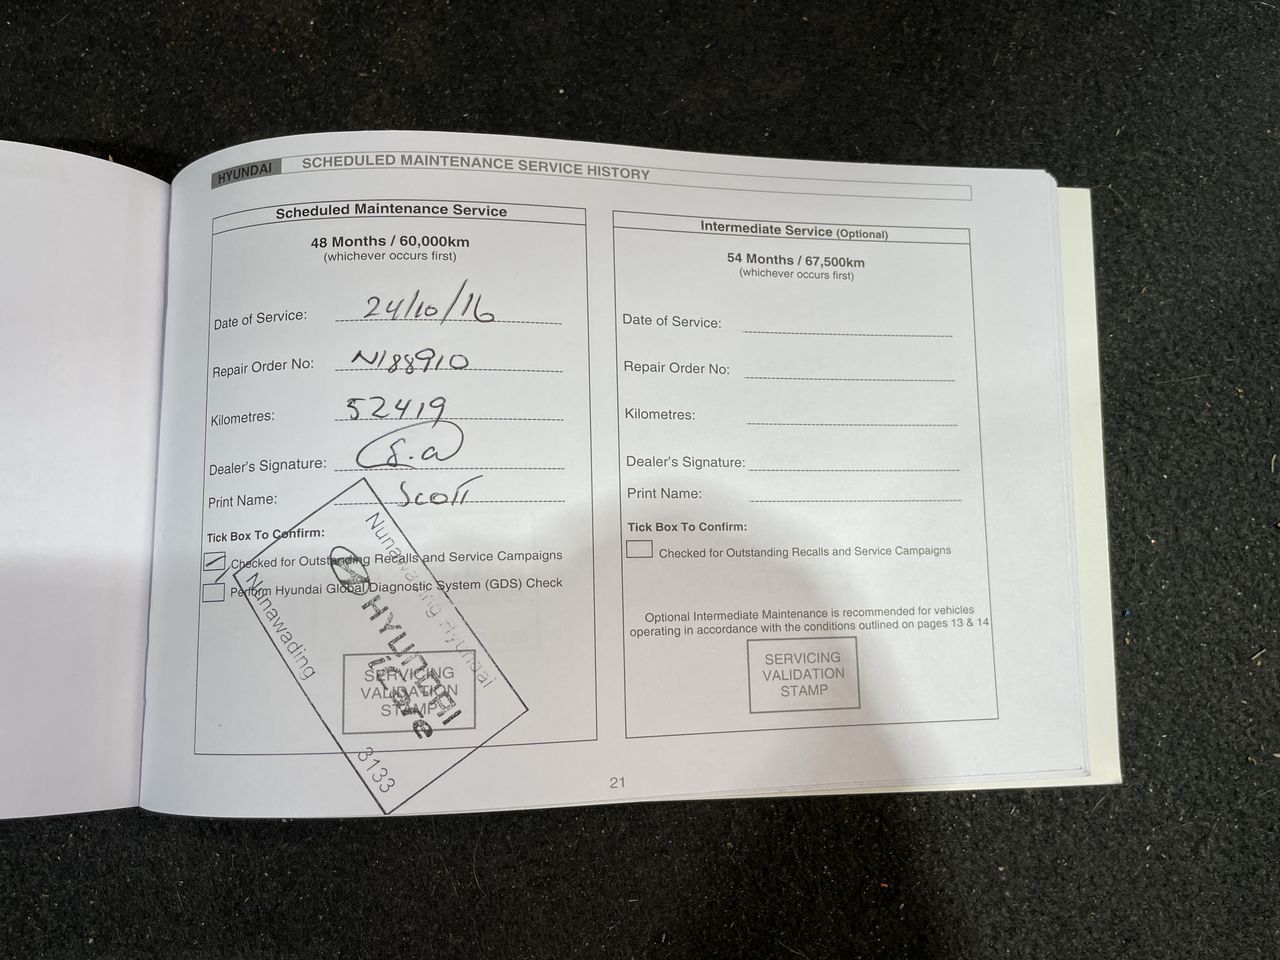 HYUNDAI SCHEDULED MAINTENANCE SERVICE HISTORY
Scheduled Maintenance Service
48 Months / 60,000km
(whichever occurs first)
Date of Service: 24/10/16
Repair Order No: N188910
Kilometres: 52419
Dealer's Signature: S.a
Print Name: Scott
Tick Box To Confirm:
Checked for Outstanding Recalls and Service Campaigns
Perform Hyundai Global Diagnostic System (GDS) Check
SERVICING
VALIDATION
STAMP
Nunawading Hyundai
HYUNDAI
iCare
Nunawading 3133
Intermediate Service (Optional)
54 Months / 67,500km
(whichever occurs first)
Date of Service:
Repair Order No:
Kilometres:
Dealer's Signature:
Print Name:
Tick Box To Confirm:
Checked for Outstanding Recalls and Service Campaigns
Optional Intermediate Maintenance is recommended for vehicles
operating in accordance with the conditions outlined on pages 13 & 14
SERVICING
VALIDATION
STAMP
21